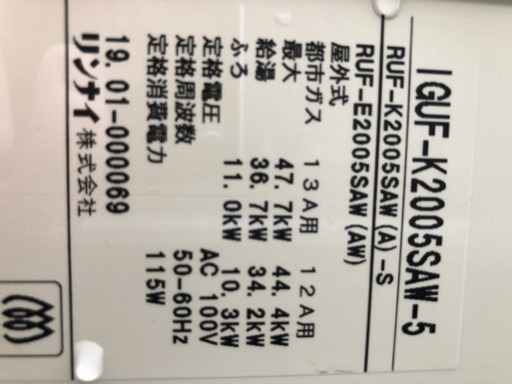 IGUF-K2005SAW-5
RUF-K2005SAW(A)-S
RUF-E2005SAW(AW)
屋外式
都市ガス 13A用 12A用
最大 47.7kW 44.4kW
給湯 36.7kW 34.2kW
ふろ 11.0kW 10.3kW
定格電圧 AC 100V
定格周波数 50-60Hz
定格消費電力 115W
19.01-000069
リンナイ株式会社